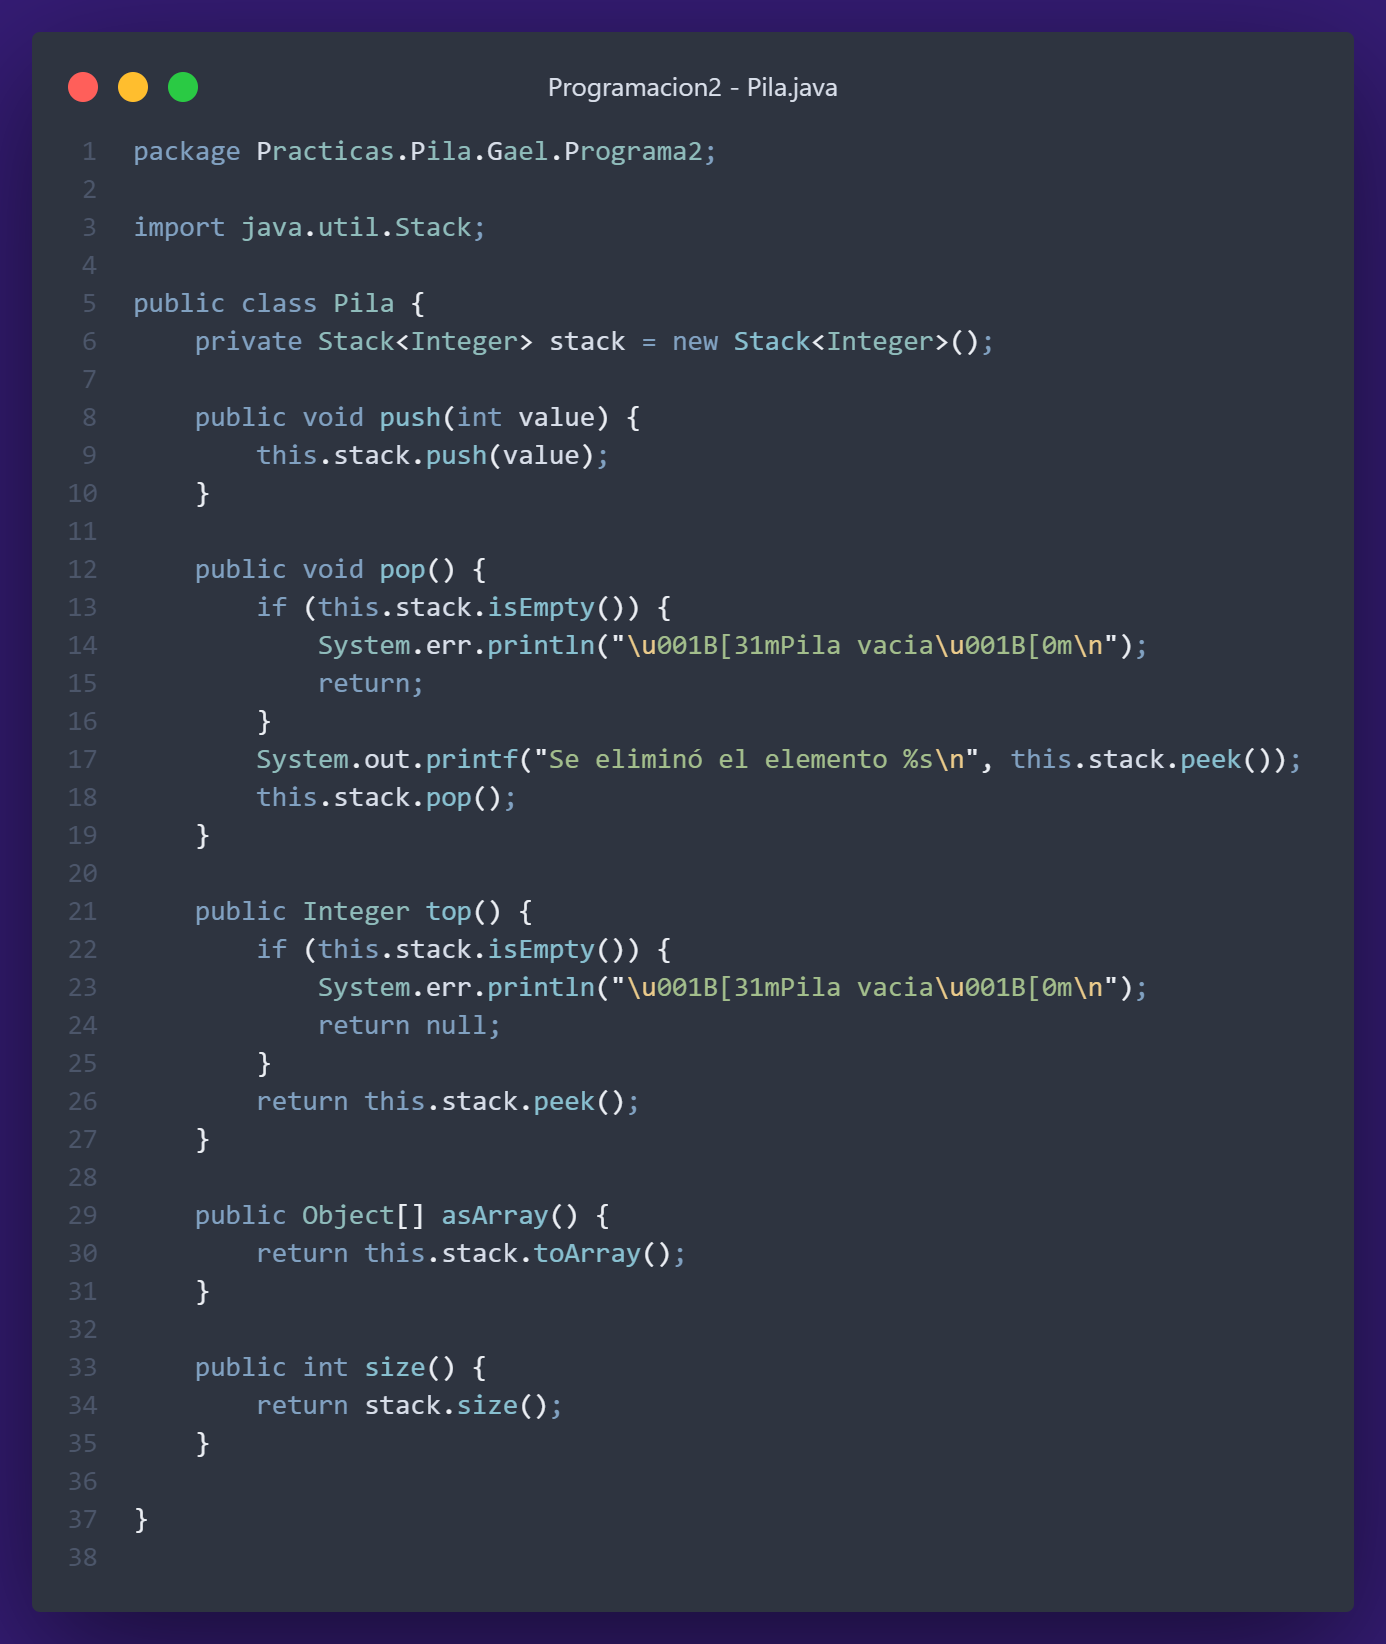 Programacion2 - Pila.java
1 package Practicas.Pila.Gael.Programa2;
2
3 import java.util.Stack;
4
5 public class Pila {
6     private Stack<Integer> stack = new Stack<Integer>();
7
8     public void push(int value) {
9         this.stack.push(value);
10     }
11
12     public void pop() {
13         if (this.stack.isEmpty()) {
14             System.err.println("\u001B[31mPila vacia\u001B[0m\n");
15             return;
16         }
17         System.out.printf("Se eliminó el elemento %s\n", this.stack.peek());
18         this.stack.pop();
19     }
20
21     public Integer top() {
22         if (this.stack.isEmpty()) {
23             System.err.println("\u001B[31mPila vacia\u001B[0m\n");
24             return null;
25         }
26         return this.stack.peek();
27     }
28
29     public Object[] asArray() {
30         return this.stack.toArray();
31     }
32
33     public int size() {
34         return stack.size();
35     }
36
37 }
38